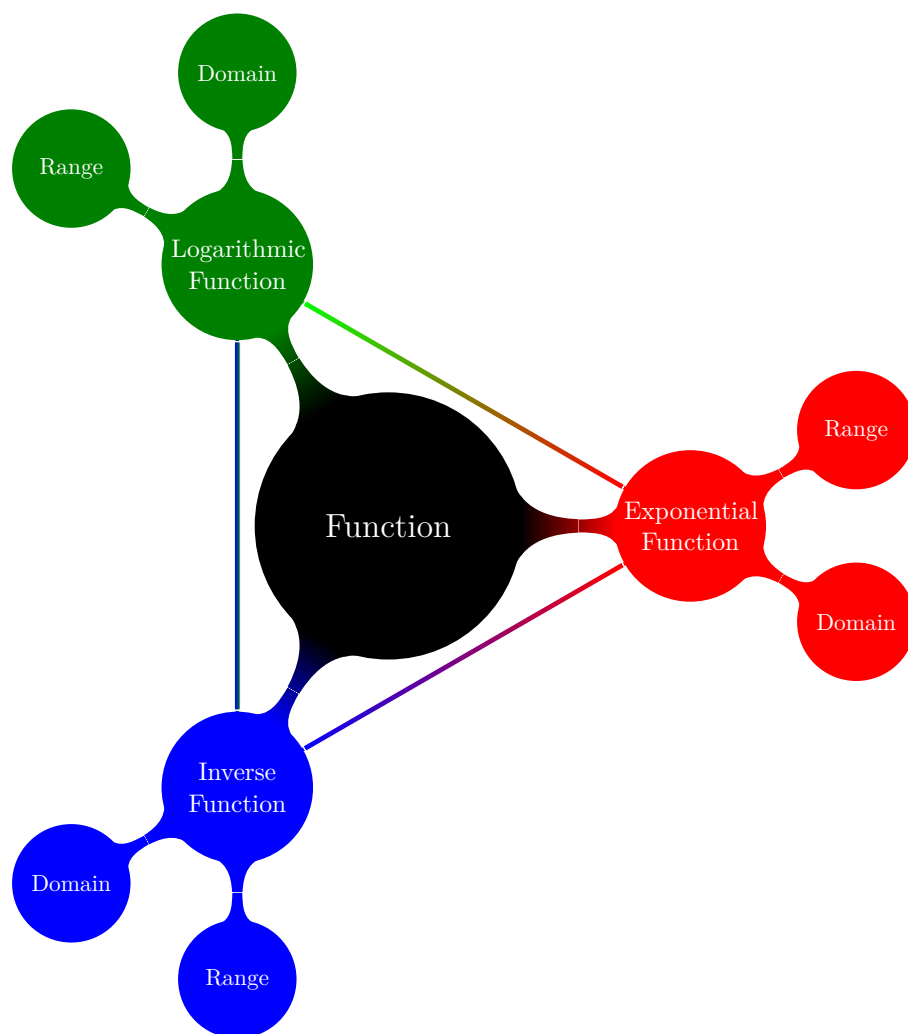 Domain
Range
Logarithmic
Function
Function
Range
Exponential
Function
Domain
Inverse
Function
Domain
Range